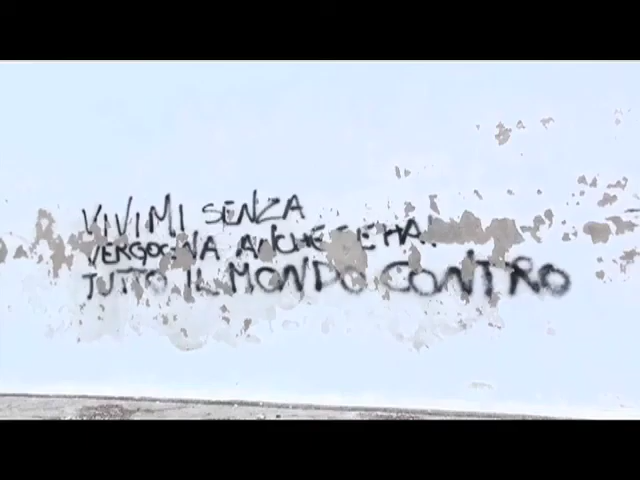 VIVIMI SENZA
VERGOGNA ANCHE SE HAI
TUTTO IL MONDO CONTRO